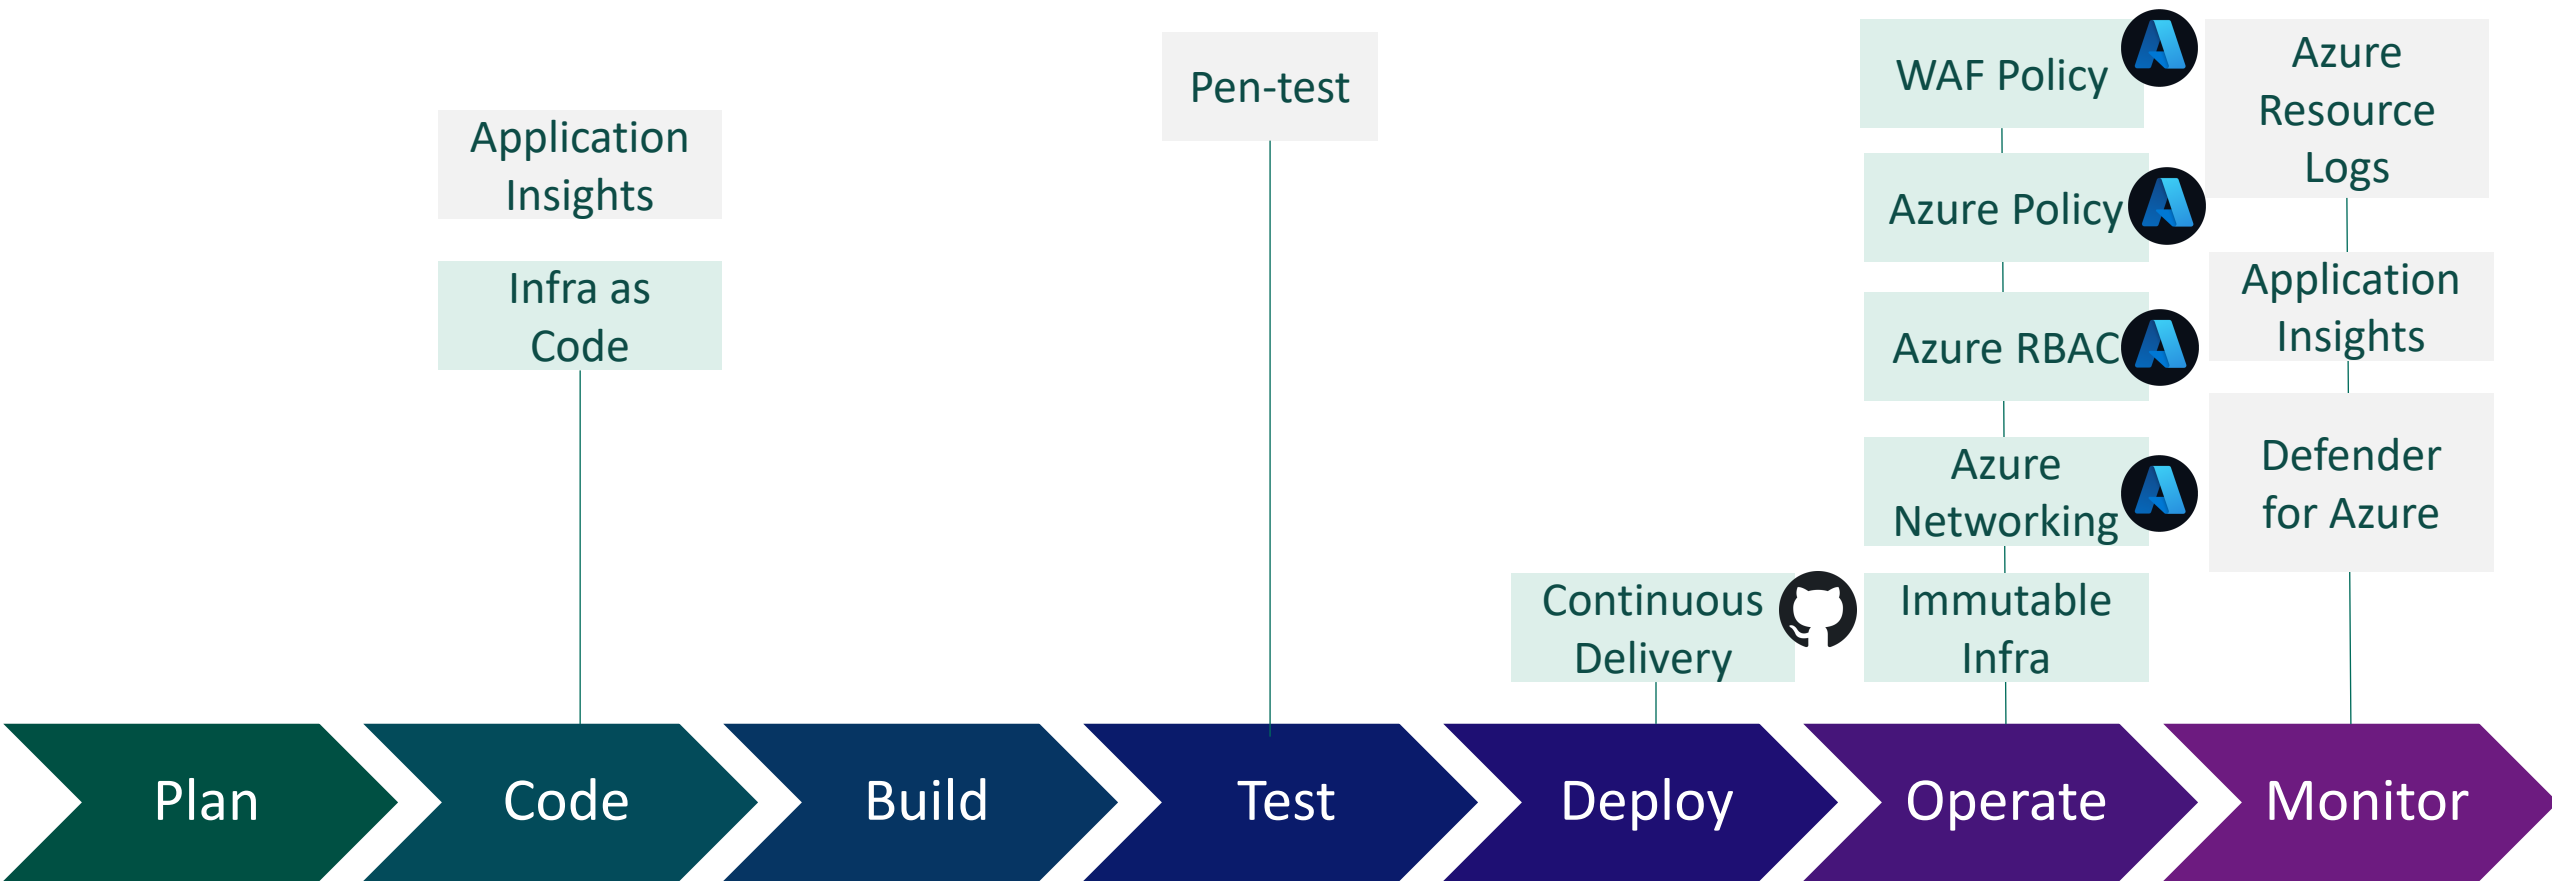 Application
Insights
Infra as
Code
Pen-test
Continuous
Delivery
WAF Policy
Azure Policy
Azure RBAC
Azure
Networking
Immutable
Infra
Azure
Resource
Logs
Application
Insights
Defender
for Azure
Plan
Code
Build
Test
Deploy
Operate
Monitor